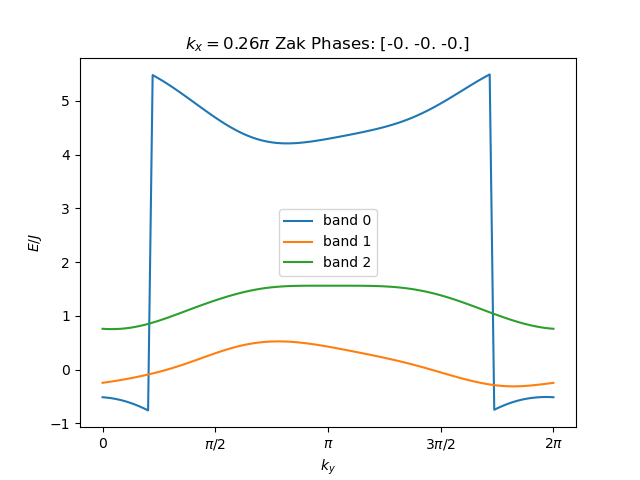 $k_x = 0.26\pi$ Zak Phases: [-0. -0. -0.]
E/J
5
4
3
2
1
0
−1
band 0
band 1
band 2
0
π/2
π
3π/2
2π
$k_y$